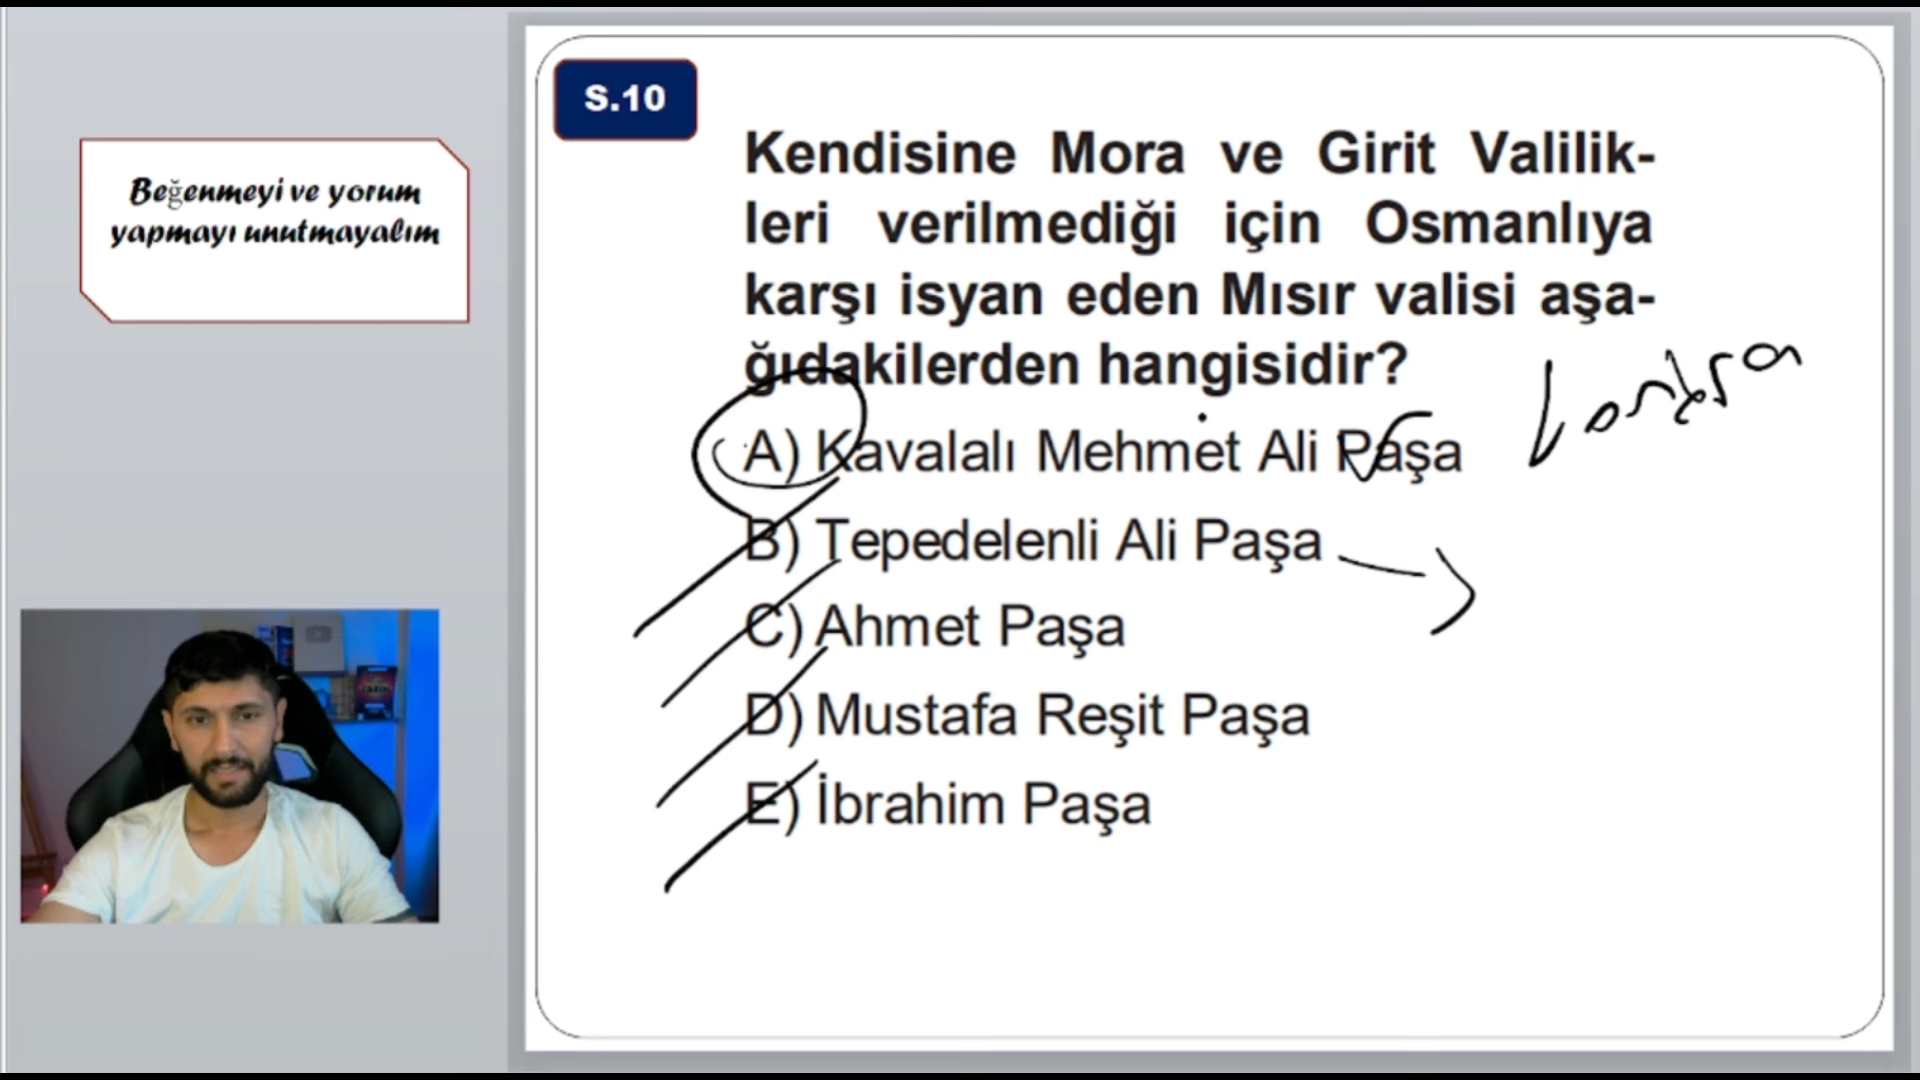 Beğenmeyi ve yorum
yapmayı unutmayalım
S.10
Kendisine Mora ve Girit Valilik-
leri verilmediği için Osmanlıya
karşı isyan eden Mısır valisi aşa-
ğıdakilerden hangisidir?
A) Kavalalı Mehmet Ali Paşa
B) Tepedelenli Ali Paşa
C) Ahmet Paşa
D) Mustafa Reşit Paşa
E) İbrahim Paşa